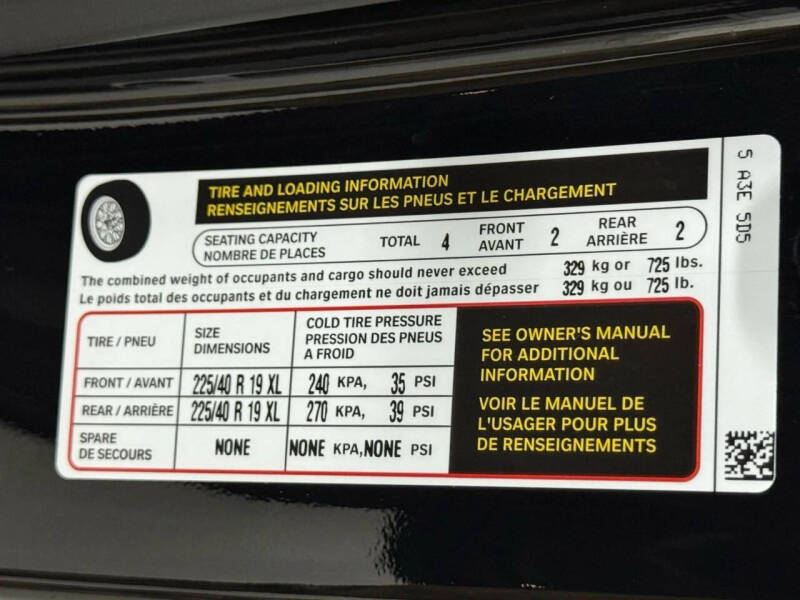 TIRE AND LOADING INFORMATION
RENSEIGNEMENTS SUR LES PNEUS ET LE CHARGEMENT
SEATING CAPACITY
NOMBRE DE PLACES
TOTAL 4
FRONT
AVANT 2
REAR
ARRIÈRE 2
The combined weight of occupants and cargo should never exceed 329 kg or 725 lbs.
Le poids total des occupants et du chargement ne doit jamais dépasser 329 kg ou 725 lb.
TIRE / PNEU
SIZE
DIMENSIONS
COLD TIRE PRESSURE
PRESSION DES PNEUS
A FROID
FRONT / AVANT 225/40 R 19 XL 240 KPA, 35 PSI
REAR / ARRIÈRE 225/40 R 19 XL 270 KPA, 39 PSI
SPARE
DE SECOURS
NONE NONE KPA,NONE PSI
SEE OWNER'S MANUAL
FOR ADDITIONAL
INFORMATION
VOIR LE MANUEL DE
L'USAGER POUR PLUS
DE RENSEIGNEMENTS
5 A3E 5D5